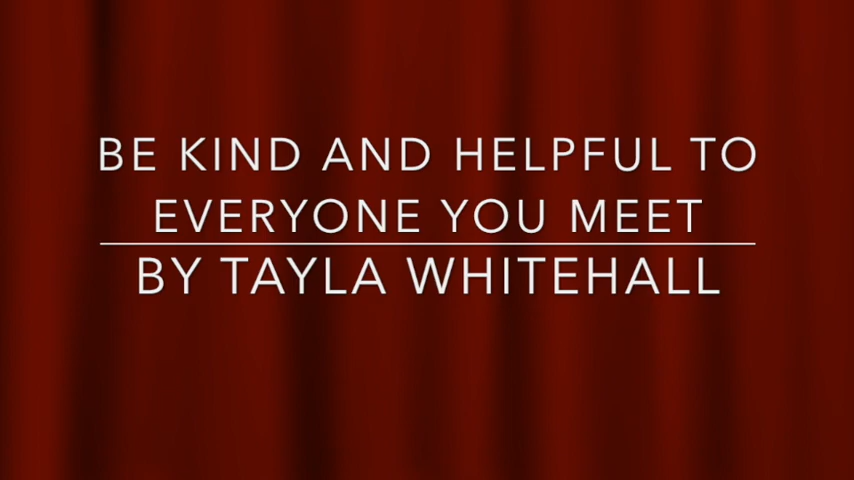 BE KIND AND HELPFUL TO
EVERYONE YOU MEET
BY TAYLA WHITEHALL